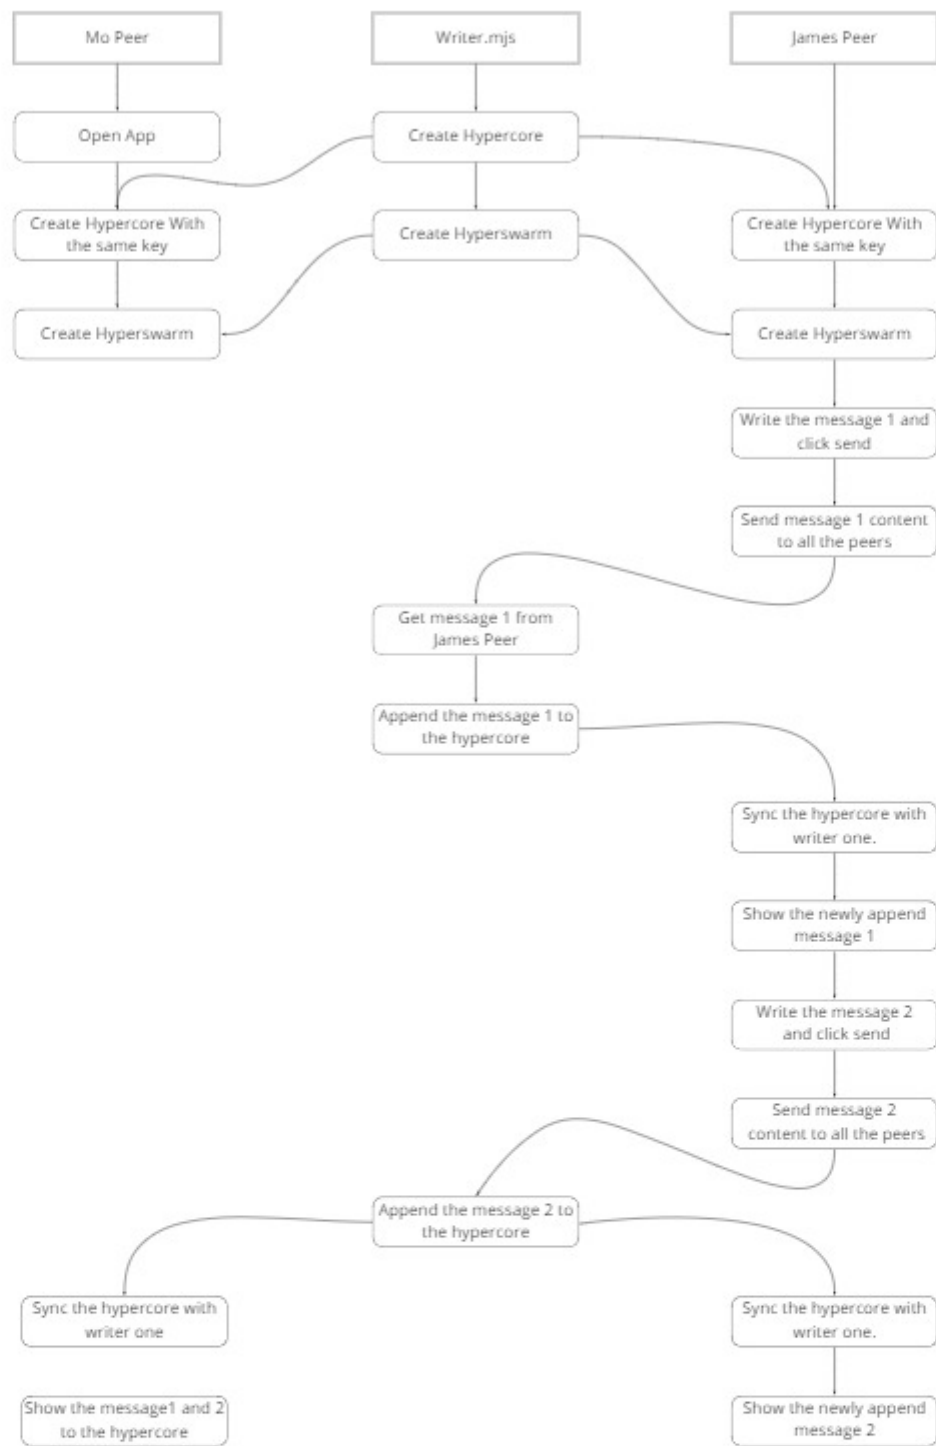 Mo Peer
Writer.mjs
James Peer
Open App
Create Hypercore
Create Hypercore With
the same key
Create Hyperswarm
Create Hypercore With
the same key
Create Hyperswarm
Create Hyperswarm
Write the message 1 and
click send
Send message 1 content
to all the peers
Get message 1 from
James Peer
Append the message 1 to
the hypercore
Sync the hypercore with
writer one.
Show the newly append
message 1
Write the message 2
and click send
Send message 2
content to all the peers
Append the message 2 to
the hypercore
Sync the hypercore with
writer one
Sync the hypercore with
writer one.
Show the message1 and 2
to the hypercore
Show the newly append
message 2